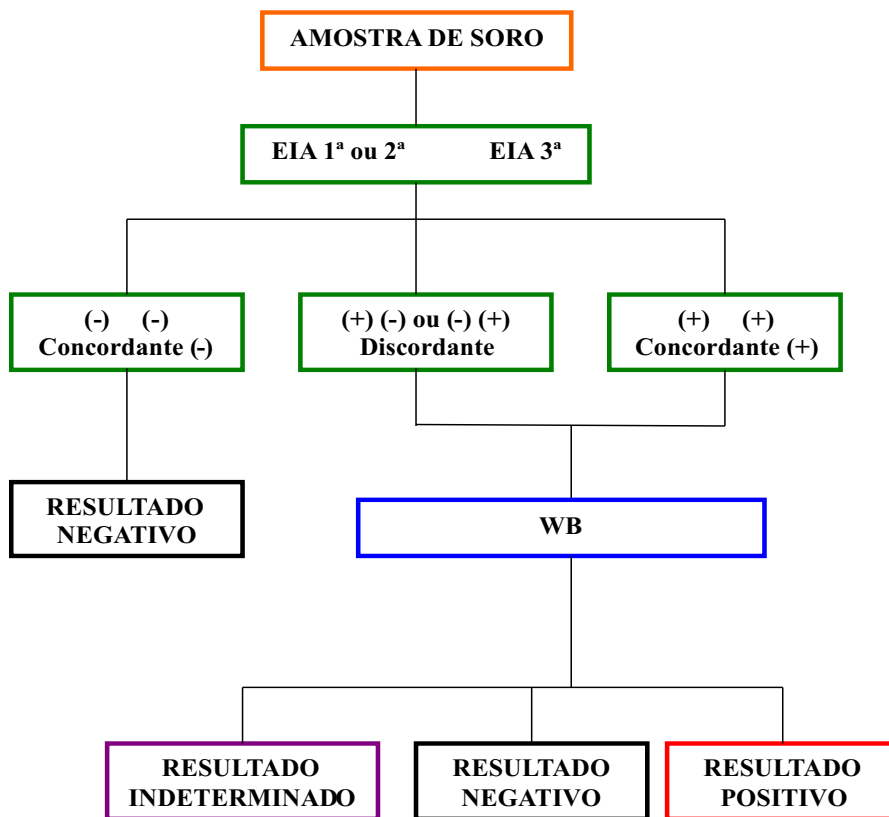 AMOSTRA DE SORO
EIA 1ª ou 2ª EIA 3ª
(-) (-)
Concordante (-)
(+) (-) ou (-) (+)
Discordante
(+) (+)
Concordante (+)
RESULTADO
NEGATIVO
WB
RESULTADO
INDETERMINADO
RESULTADO
NEGATIVO
RESULTADO
POSITIVO